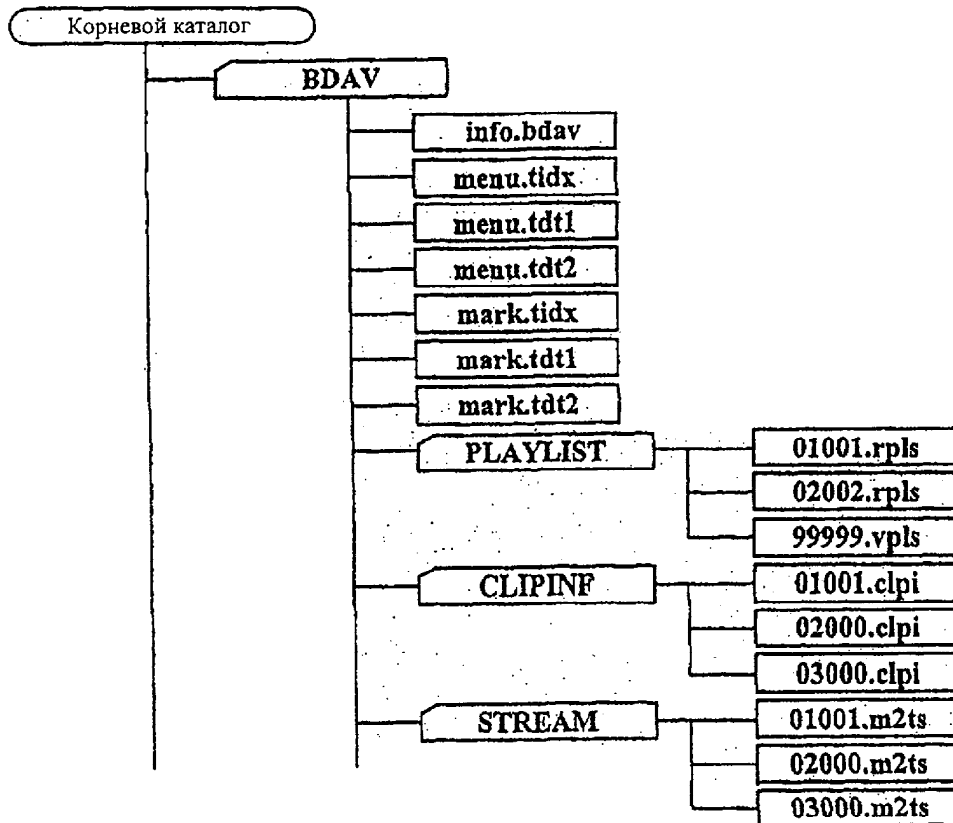 Корневой каталог
BDAV
info.bdav
menu.tidx
menu.tdt1
menu.tdt2
mark.tidx
mark.tdt1
mark.tdt2
PLAYLIST
01001.rpls
02002.rpls
99999.vpls
CLIPINF
01001.clpi
02000.clpi
03000.clpi
STREAM
01001.m2ts
02000.m2ts
03000.m2ts